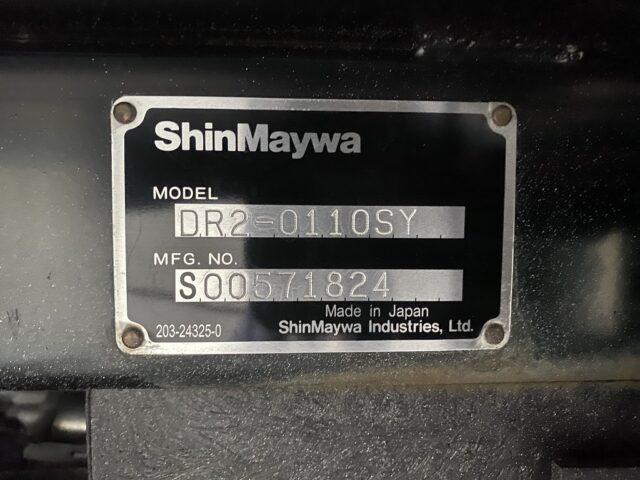 ShinMaywa
MODEL
DR2-0110SY
MFG. NO.
S00571824
Made in Japan
203-24325-0
ShinMaywa Industries, Ltd.